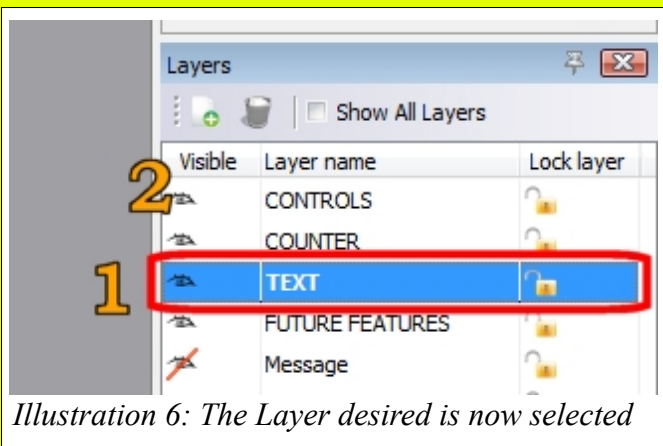 Layers
Show All Layers
Visible Layer name Lock layer
2
CONTROLS
COUNTER
1
TEXT
FUTURE FEATURES
Message
Illustration 6: The Layer desired is now selected